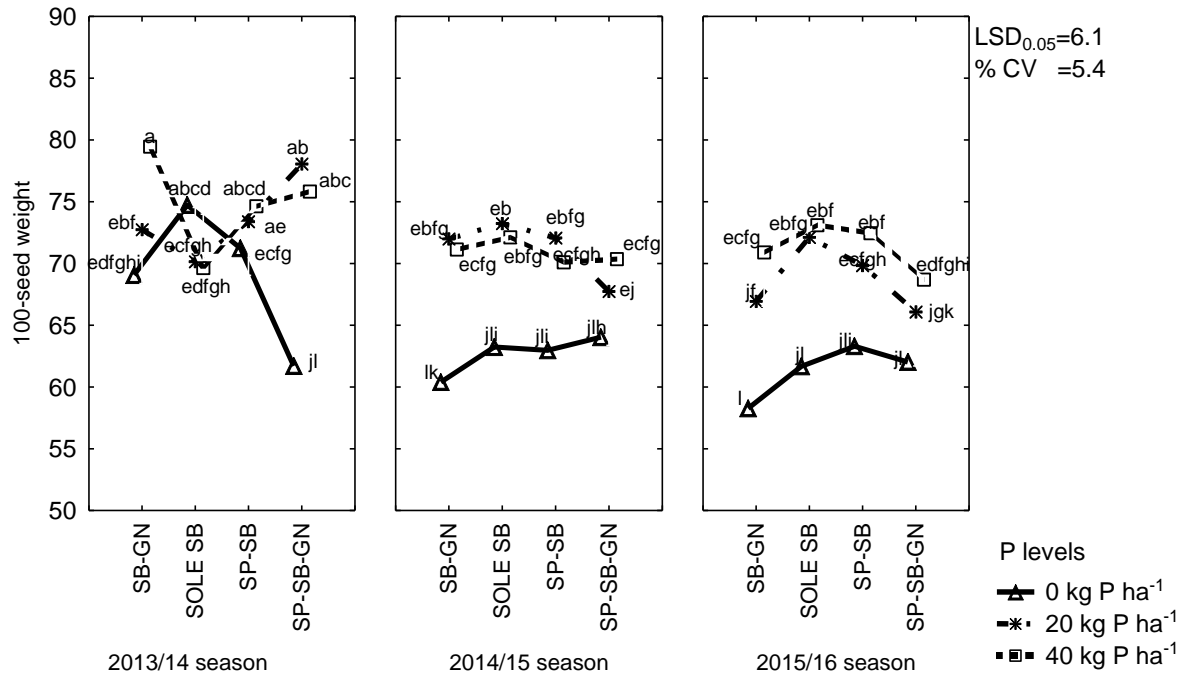 90
85
80
75
70
65
60
55
50
100-seed weight
LSD0.05=6.1
% CV =5.4
a
ab
abcd
abcd
abc
ebf
ae
ecfgh
ecfg
edfghi
edfgh
jl
SB-GN
SOLE SB
SP-SB
SP-SB-GN
2013/14 season
ebfg
eb
ebfg
ecfg
ebfg
ecfgh
ecfg
ej
lk
jli
jli
jlh
SB-GN
SOLE SB
SP-SB
SP-SB-GN
2014/15 season
ecfg
ebfg
ebf
ebf
ecfgh
edfghi
jf
jgk
l
jl
jli
jl
SB-GN
SOLE SB
SP-SB
SP-SB-GN
2015/16 season
P levels
0 kg P ha-1
20 kg P ha-1
40 kg P ha-1